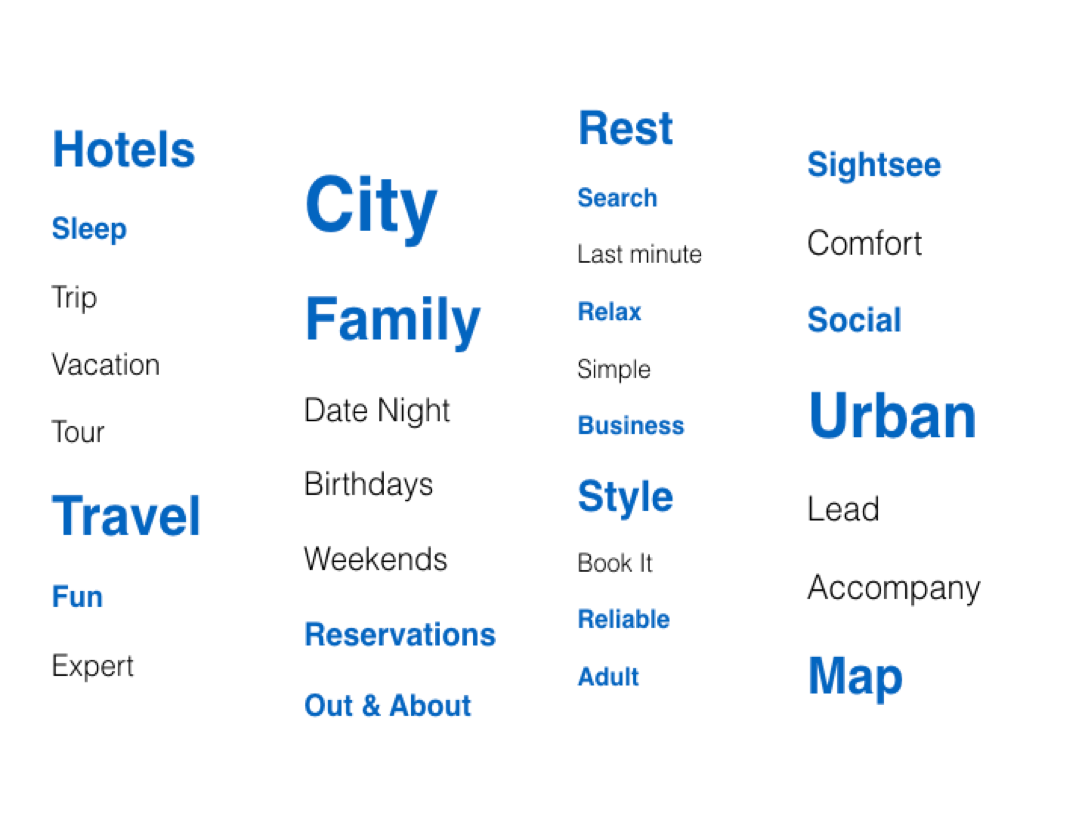 Hotels
Sleep
Trip
Vacation
Tour
Travel
Fun
Expert
City
Family
Date Night
Birthdays
Weekends
Reservations
Out & About
Rest
Search
Last minute
Relax
Simple
Business
Style
Book It
Reliable
Adult
Sightsee
Comfort
Social
Urban
Lead
Accompany
Map